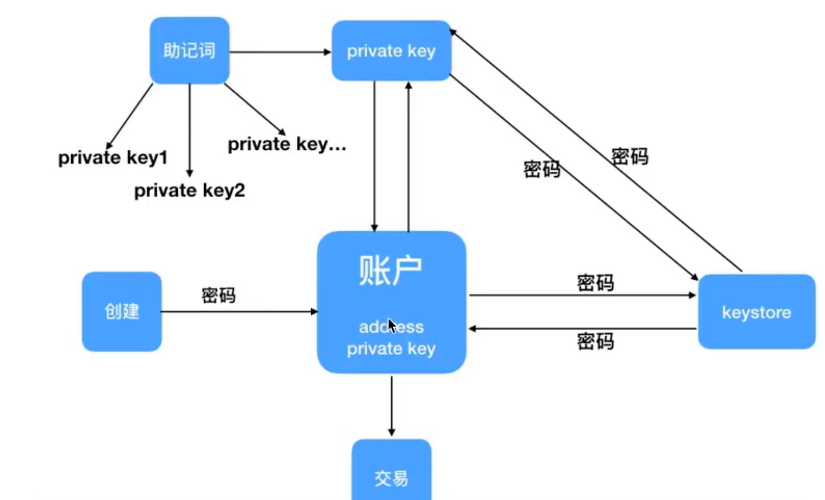 助记词
private key
private key1
private key2
private key...
密码
密码
账户
address
private key
创建
密码
密码
密码
keystore
交易